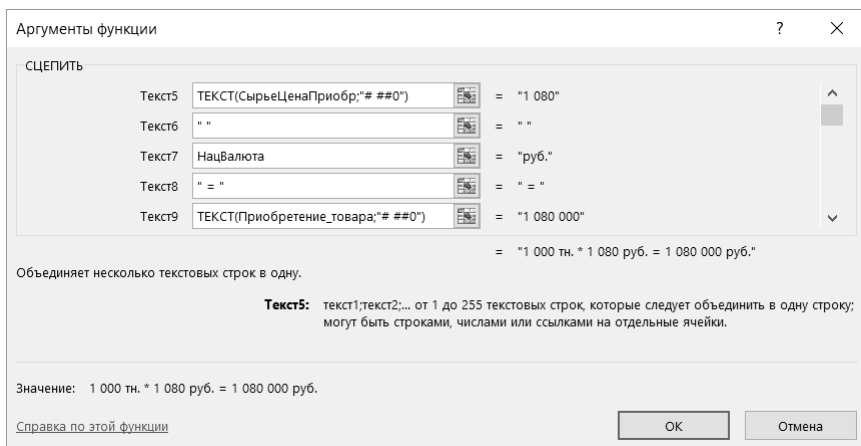 Аргументы функции ?
СЦЕПИТЬ
Текст5 ТЕКСТ(СырьеЦенаПриобр;"# ##0") = "1 080"
Текст6 " " = " "
Текст7 НацВалюта = "руб."
Текст8 " = " = " = "
Текст9 ТЕКСТ(Приобретение_товара;"# ##0") = "1 080 000"
= "1 000 тн. * 1 080 руб. = 1 080 000 руб."
Объединяет несколько текстовых строк в одну.
Текст5: текст1;текст2;... от 1 до 255 текстовых строк, которые следует объединить в одну строку;
могут быть строками, числами или ссылками на отдельные ячейки.
Значение: 1 000 тн. * 1 080 руб. = 1 080 000 руб.
Справка по этой функции ОК Отмена